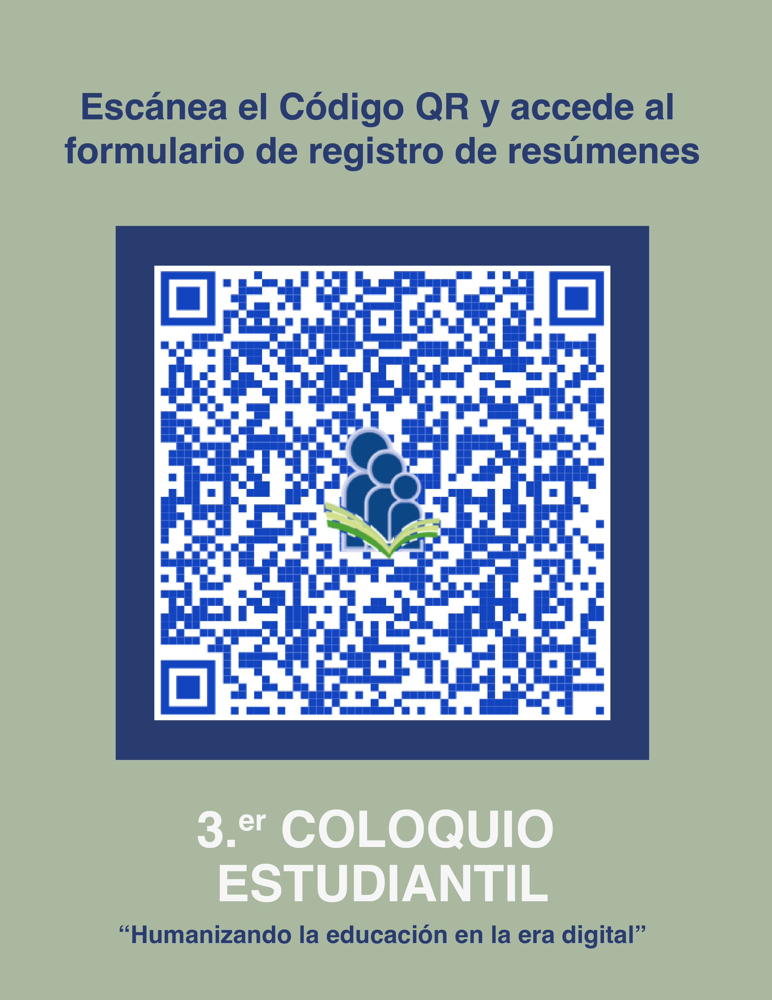 Escánea el Código QR y accede al
formulario de registro de resúmenes
3.er COLOQUIO
ESTUDIANTIL
“Humanizando la educación en la era digital”